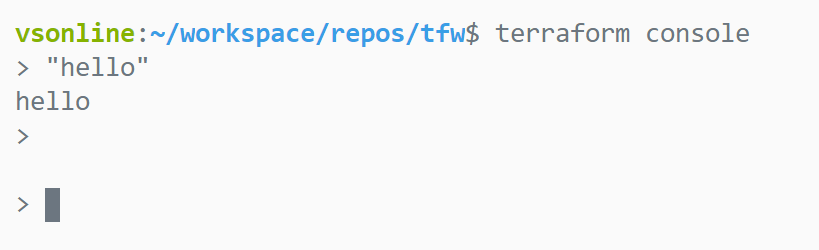 vsonline:~/workspace/repos/tfw$ terraform console
> "hello"
hello
>
>